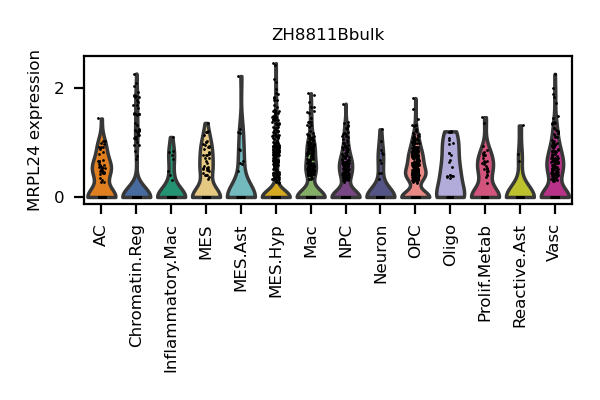 ZH8811Bbulk
MRPL24 expression
2
0
AC
Chromatin.Reg
Inflammatory.Mac
MES
MES.Ast
MES.Hyp
Mac
NPC
Neuron
OPC
Oligo
Prolif.Metab
Reactive.Ast
Vasc